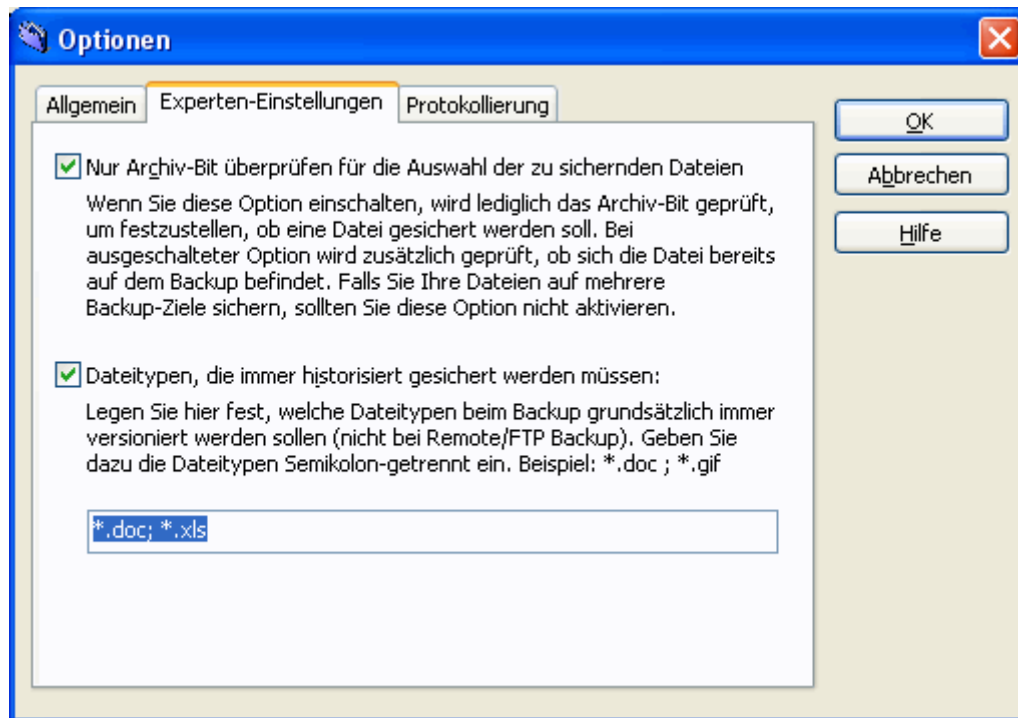 Optionen
Allgemein
Experten-Einstellungen
Protokollierung
OK
Abbrechen
Hilfe
Nur Archiv-Bit überprüfen für die Auswahl der zu sichernden Dateien
Wenn Sie diese Option einschalten, wird lediglich das Archiv-Bit geprüft,
um festzustellen, ob eine Datei gesichert werden soll. Bei
ausgeschalteter Option wird zusätzlich geprüft, ob sich die Datei bereits
auf dem Backup befindet. Falls Sie Ihre Dateien auf mehrere
Backup-Ziele sichern, sollten Sie diese Option nicht aktivieren.
Dateitypen, die immer historisiert gesichert werden müssen:
Legen Sie hier fest, welche Dateitypen beim Backup grundsätzlich immer
versioniert werden sollen (nicht bei Remote/FTP Backup). Geben Sie
dazu die Dateitypen Semikolon-getrennt ein. Beispiel: *.doc ; *.gif
*.doc; *.xls